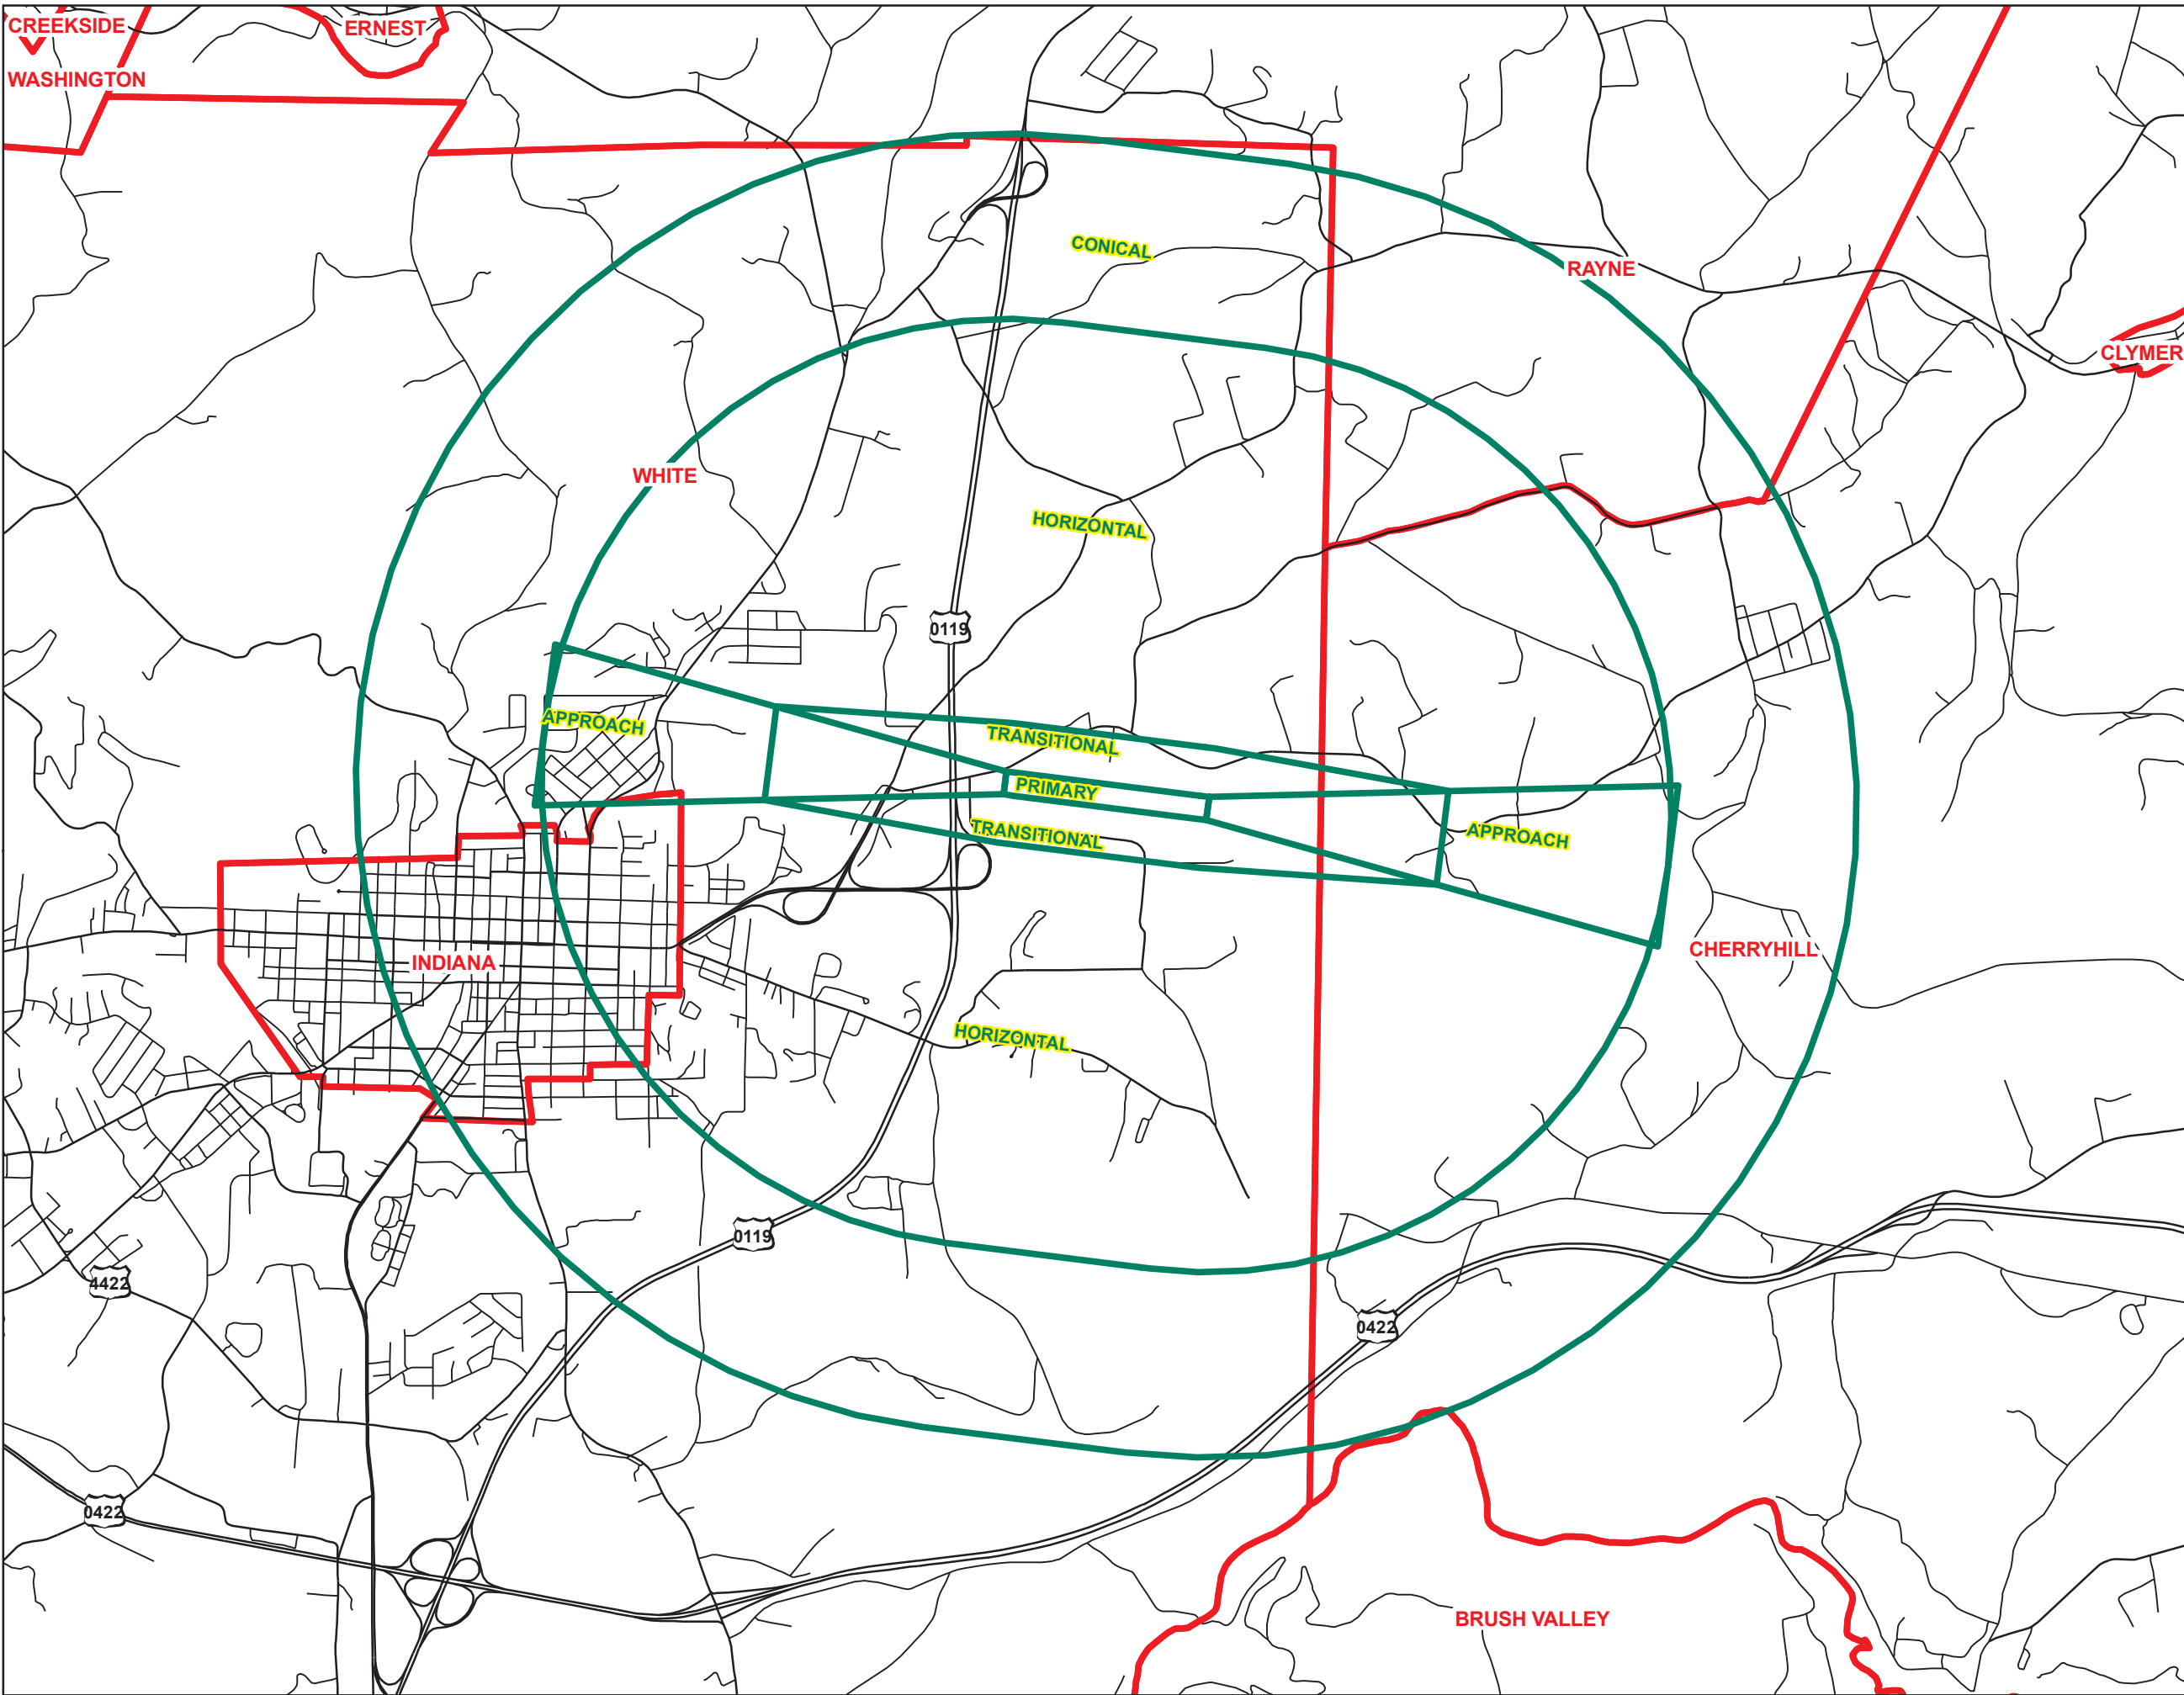 CREEKSIDE
ERNEST
WASHINGTON
CONICAL
RAYNE
CLYMER
WHITE
HORIZONTAL
0119
APPROACH
TRANSITIONAL
PRIMARY
TRANSITIONAL
APPROACH
CHERRYHILL
INDIANA
HORIZONTAL
0119
4422
0422
0422
BRUSH VALLEY